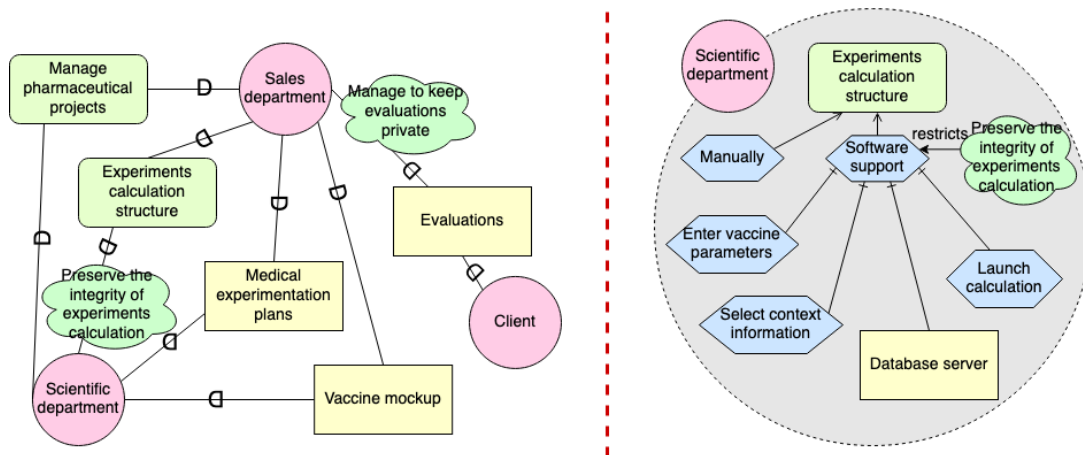 Manage
pharmaceutical
projects
D
Sales
department
Manage to keep
evaluations
private
D
Experiments
calculation
structure
D
D
D
D
Evaluations
D
D
Preserve the
integrity of
experiments
calculation
Medical
experimentation
plans
D
Client
D
Scientific
department
D
Vaccine mockup
Scientific
department
Experiments
calculation
structure
Manually
Software
support
restricts
Preserve the
integrity of
experiments
calculation
Enter vaccine
parameters
Launch
calculation
Select context
information
Database server